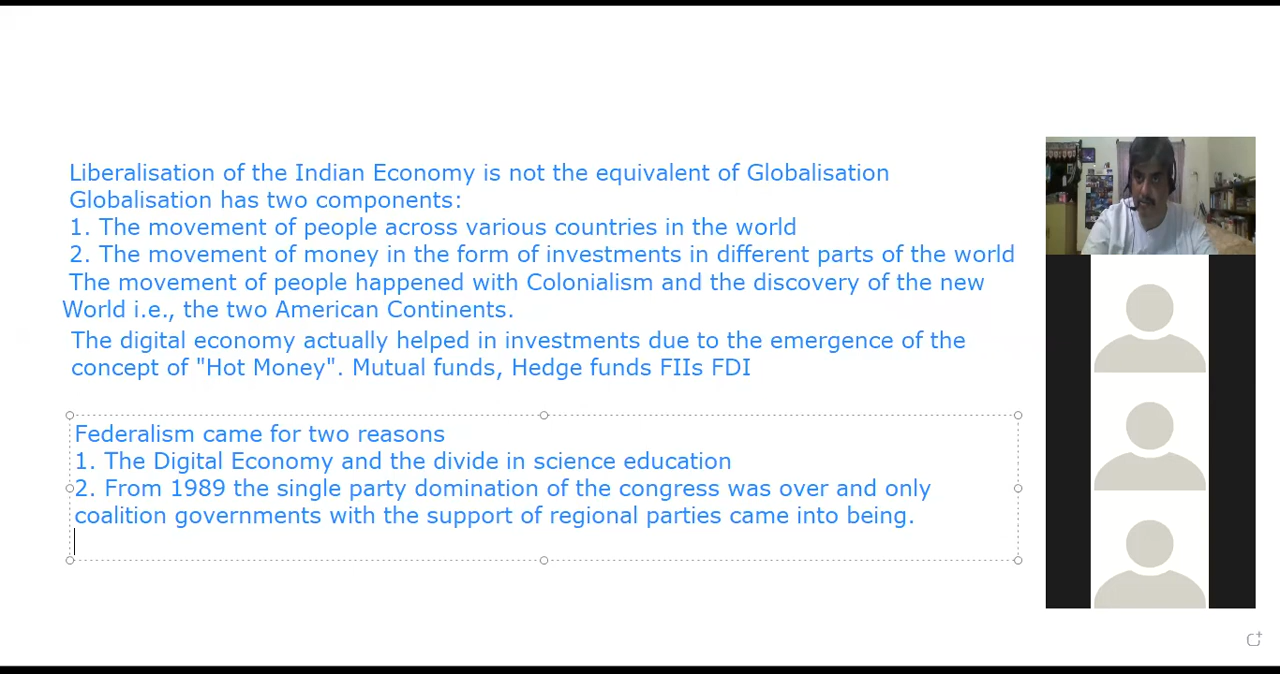 Liberalisation of the Indian Economy is not the equivalent of Globalisation
Globalisation has two components:
1. The movement of people across various countries in the world
2. The movement of money in the form of investments in different parts of the world
The movement of people happened with Colonialism and the discovery of the new
World i.e., the two American Continents.
The digital economy actually helped in investments due to the emergence of the
concept of "Hot Money". Mutual funds, Hedge funds FIIs FDI
Federalism came for two reasons
1. The Digital Economy and the divide in science education
2. From 1989 the single party domination of the congress was over and only
coalition governments with the support of regional parties came into being.